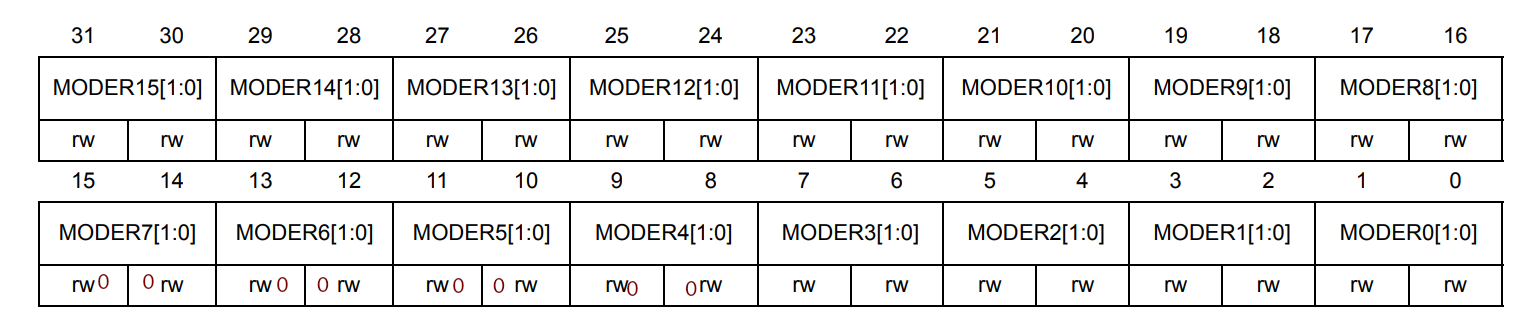 31 30 29 28 27 26 25 24 23 22 21 20 19 18 17 16
MODER15[1:0] MODER14[1:0] MODER13[1:0] MODER12[1:0] MODER11[1:0] MODER10[1:0] MODER9[1:0] MODER8[1:0]
rw rw rw rw rw rw rw rw rw rw rw rw rw rw rw rw
15 14 13 12 11 10 9 8 7 6 5 4 3 2 1 0
MODER7[1:0] MODER6[1:0] MODER5[1:0] MODER4[1:0] MODER3[1:0] MODER2[1:0] MODER1[1:0] MODER0[1:0]
rw 0 0 rw rw 0 0 rw rw 0 0 rw rw 0 0 rw rw rw rw rw rw rw rw rw